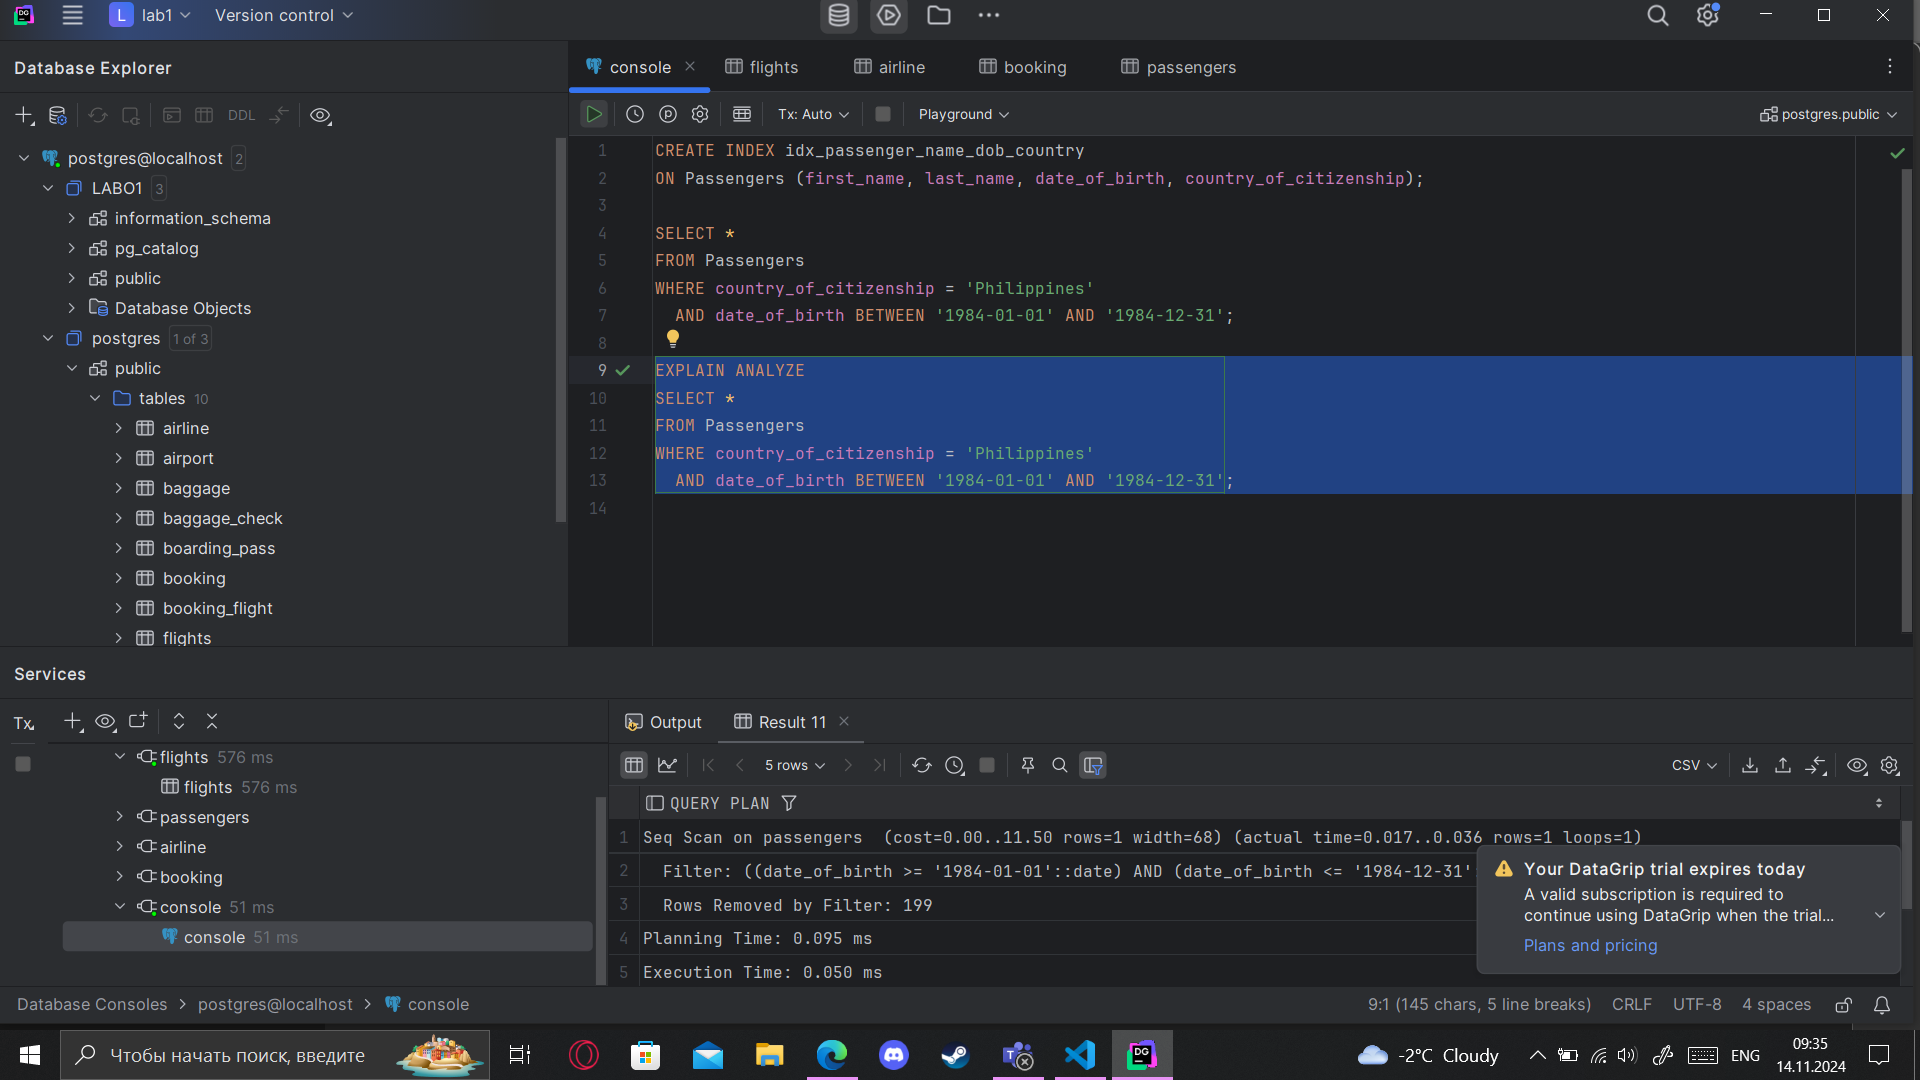 L lab1 Version control
Database Explorer
DDL
postgres@localhost 2
LABO1 3
information_schema
pg_catalog
public
Database Objects
postgres 1 of 3
public
tables 10
airline
airport
baggage
baggage_check
boarding_pass
booking
booking_flight
flights
console flights airline booking passengers
Tx: Auto Playground postgres.public
1 CREATE INDEX idx_passenger_name_dob_country
2 ON Passengers (first_name, last_name, date_of_birth, country_of_citizenship);
3
4 SELECT *
5 FROM Passengers
6 WHERE country_of_citizenship = 'Philippines'
7 AND date_of_birth BETWEEN '1984-01-01' AND '1984-12-31';
8
9 EXPLAIN ANALYZE
10 SELECT *
11 FROM Passengers
12 WHERE country_of_citizenship = 'Philippines'
13 AND date_of_birth BETWEEN '1984-01-01' AND '1984-12-31';
14
Services
Tx
flights 576 ms
flights 576 ms
passengers
airline
booking
console 51 ms
console 51 ms
Output Result 11
5 rows CSV
QUERY PLAN
1 Seq Scan on passengers (cost=0.00..11.50 rows=1 width=68) (actual time=0.017..0.036 rows=1 loops=1)
2 Filter: ((date_of_birth >= '1984-01-01'::date) AND (date_of_birth <= '1984-12-31'
3 Rows Removed by Filter: 199
4 Planning Time: 0.095 ms
5 Execution Time: 0.050 ms
Your DataGrip trial expires today
A valid subscription is required to
continue using DataGrip when the trial...
Plans and pricing
Database Consoles > postgres@localhost > console
9:1 (145 chars, 5 line breaks) CRLF UTF-8 4 spaces
Чтобы начать поиск, введите
-2°C Cloudy
ENG
09:35
14.11.2024